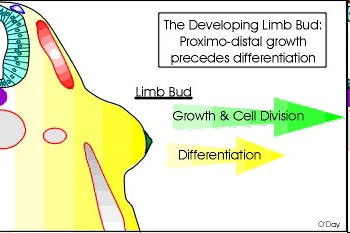 The Developing Limb Bud:
Proximo-distal growth
precedes differentiation
Limb Bud
Growth & Cell Division
Differentiation
O'Day